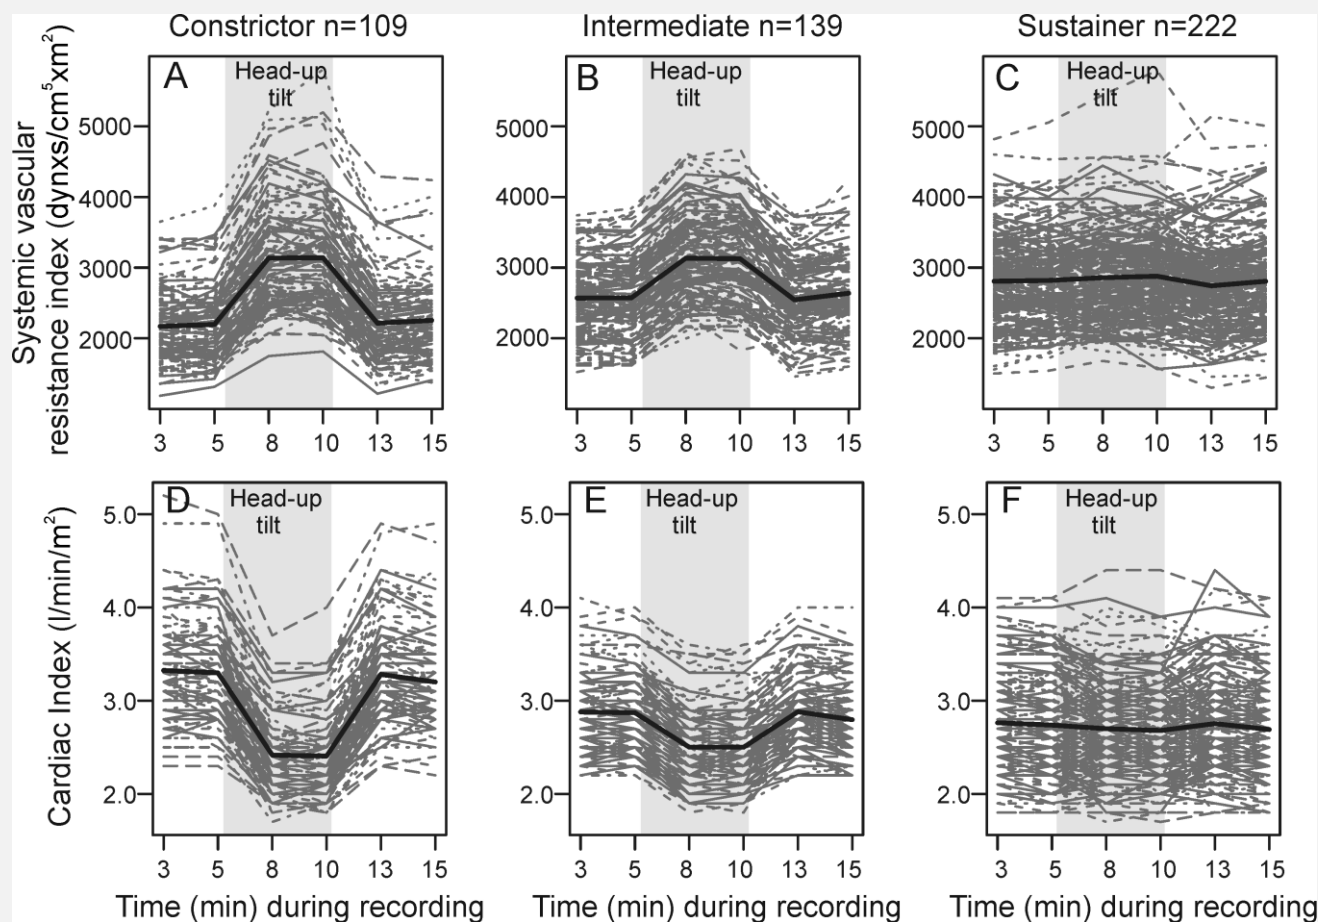 Constrictor n=109
Intermediate n=139
Sustainer n=222
Systemic vascular
resistance index (dynxs/cm⁵xm²)
A
Head-up
tilt
5000
4000
3000
2000
3 5 8 10 13 15
B
Head-up
tilt
5000
4000
3000
2000
3 5 8 10 13 15
C
Head-up
tilt
5000
4000
3000
2000
3 5 8 10 13 15
Cardiac Index (l/min/m²)
D
Head-up
tilt
5.0
4.0
3.0
2.0
3 5 8 10 13 15
Time (min) during recording
E
Head-up
tilt
5.0
4.0
3.0
2.0
3 5 8 10 13 15
Time (min) during recording
F
Head-up
tilt
5.0
4.0
3.0
2.0
3 5 8 10 13 15
Time (min) during recording